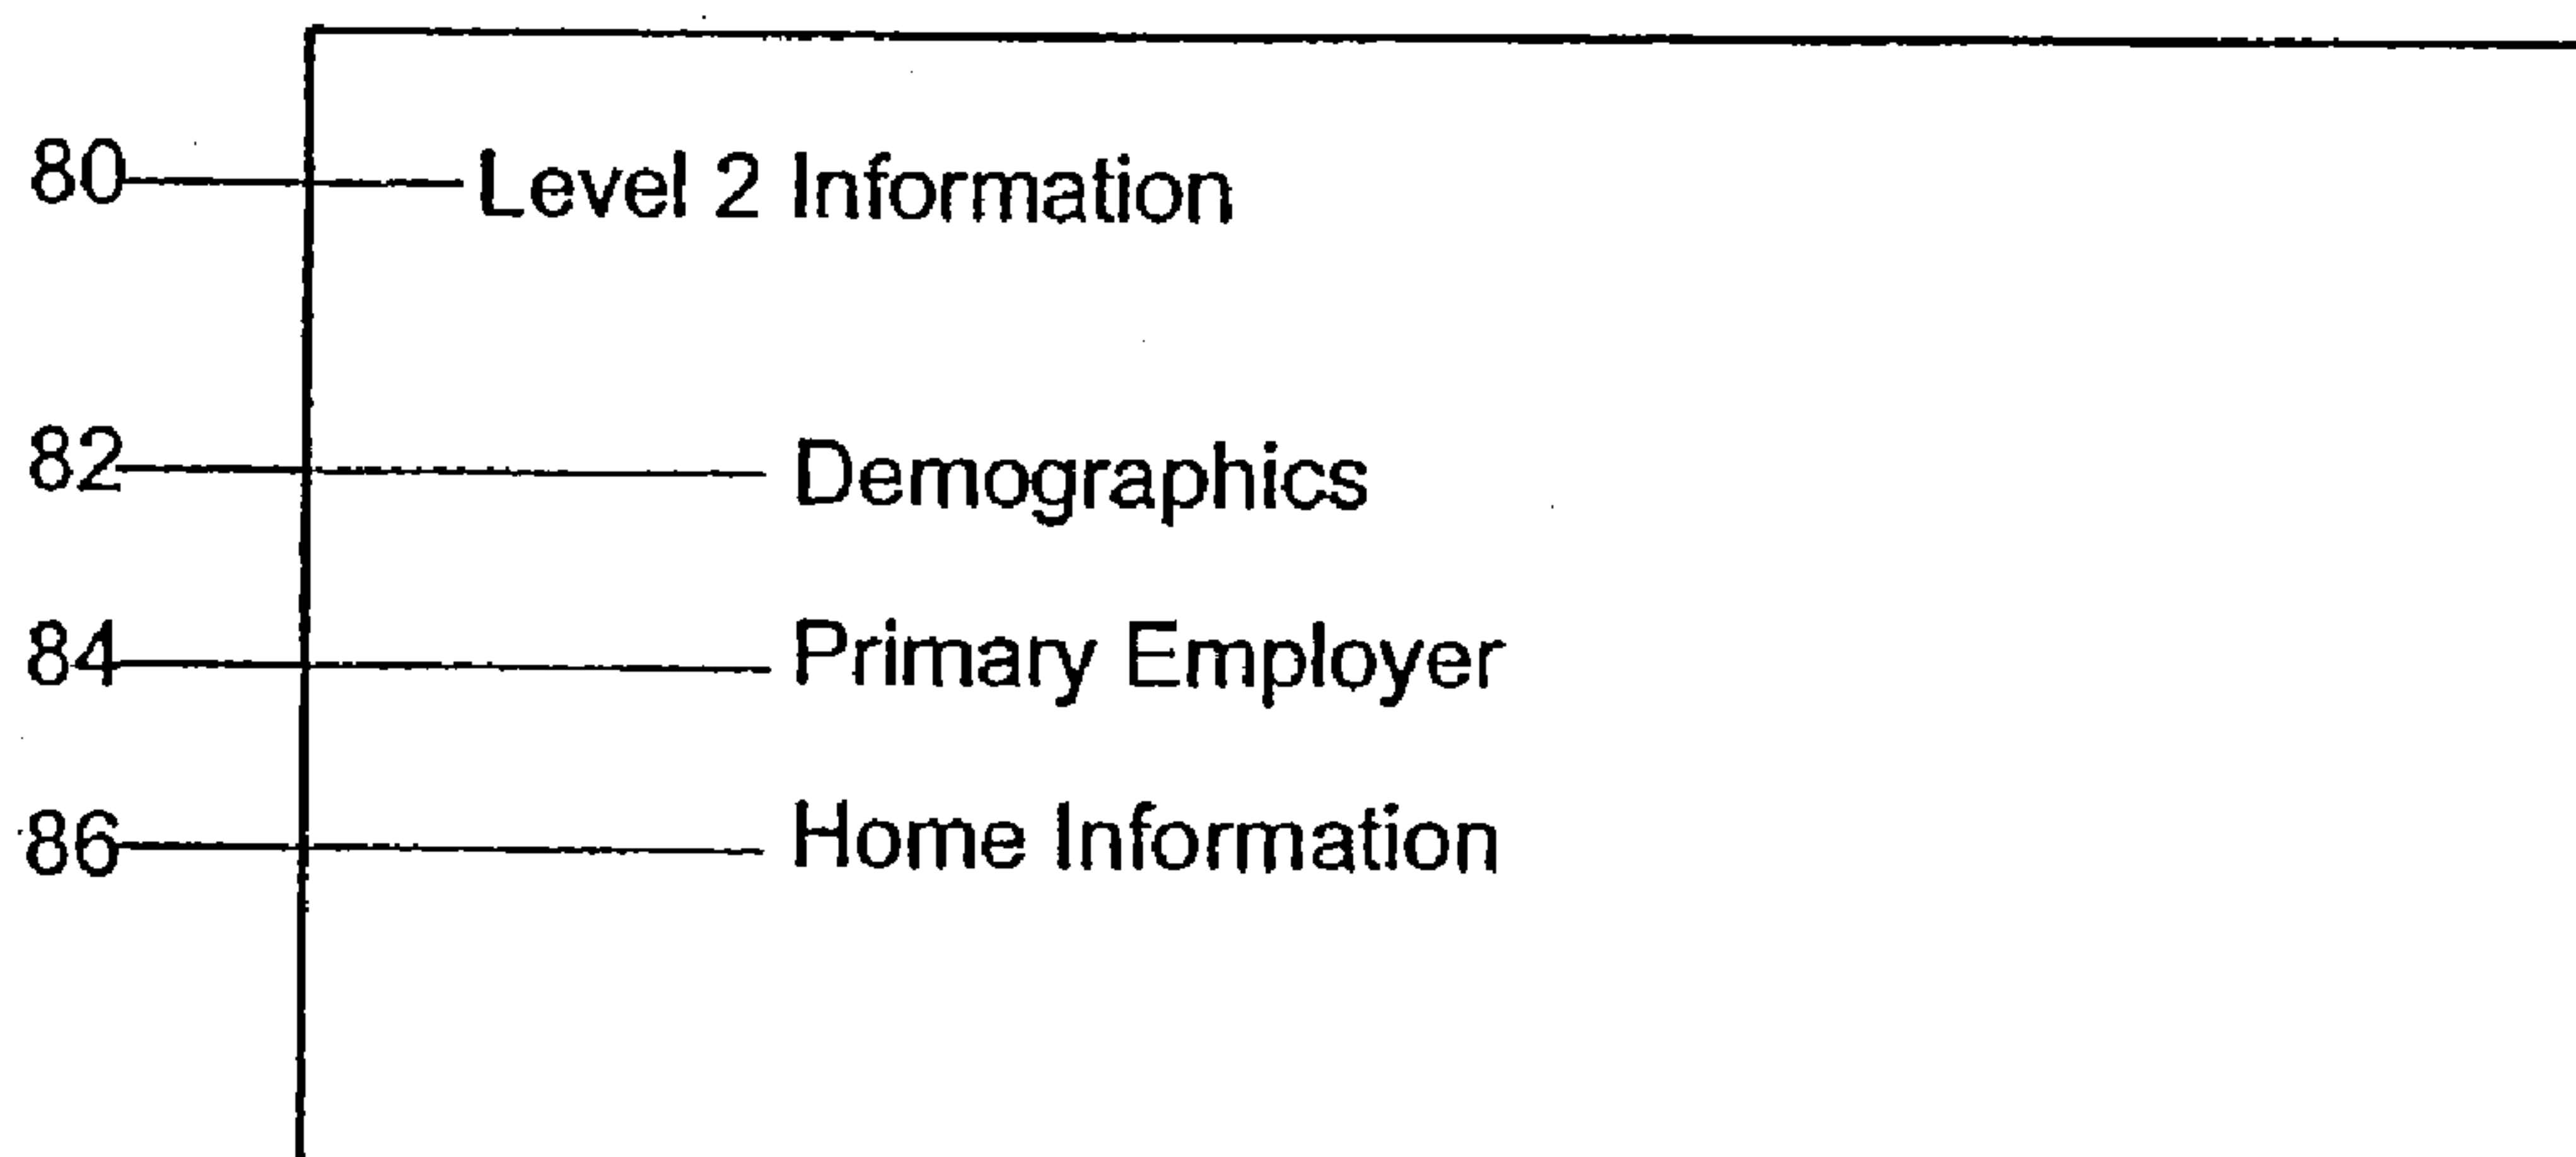 80 Level 2 Information
82 Demographics
84 Primary Employer
86 Home Information